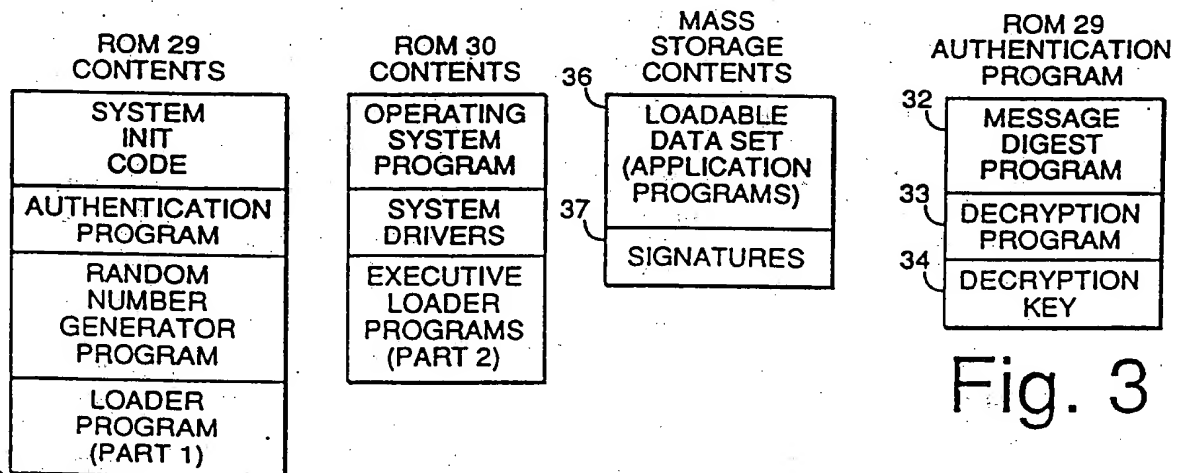 ROM 29
CONTENTS
SYSTEM
INIT
CODE
AUTHENTICATION
PROGRAM
RANDOM
NUMBER
GENERATOR
PROGRAM
LOADER
PROGRAM
(PART 1)
ROM 30
CONTENTS
OPERATING
SYSTEM
PROGRAM
SYSTEM
DRIVERS
EXECUTIVE
LOADER
PROGRAMS
(PART 2)
MASS
STORAGE
CONTENTS
36
LOADABLE
DATA SET
(APPLICATION
PROGRAMS)
37
SIGNATURES
ROM 29
AUTHENTICATION
PROGRAM
32
MESSAGE
DIGEST
PROGRAM
33
DECRYPTION
PROGRAM
34
DECRYPTION
KEY
Fig. 3